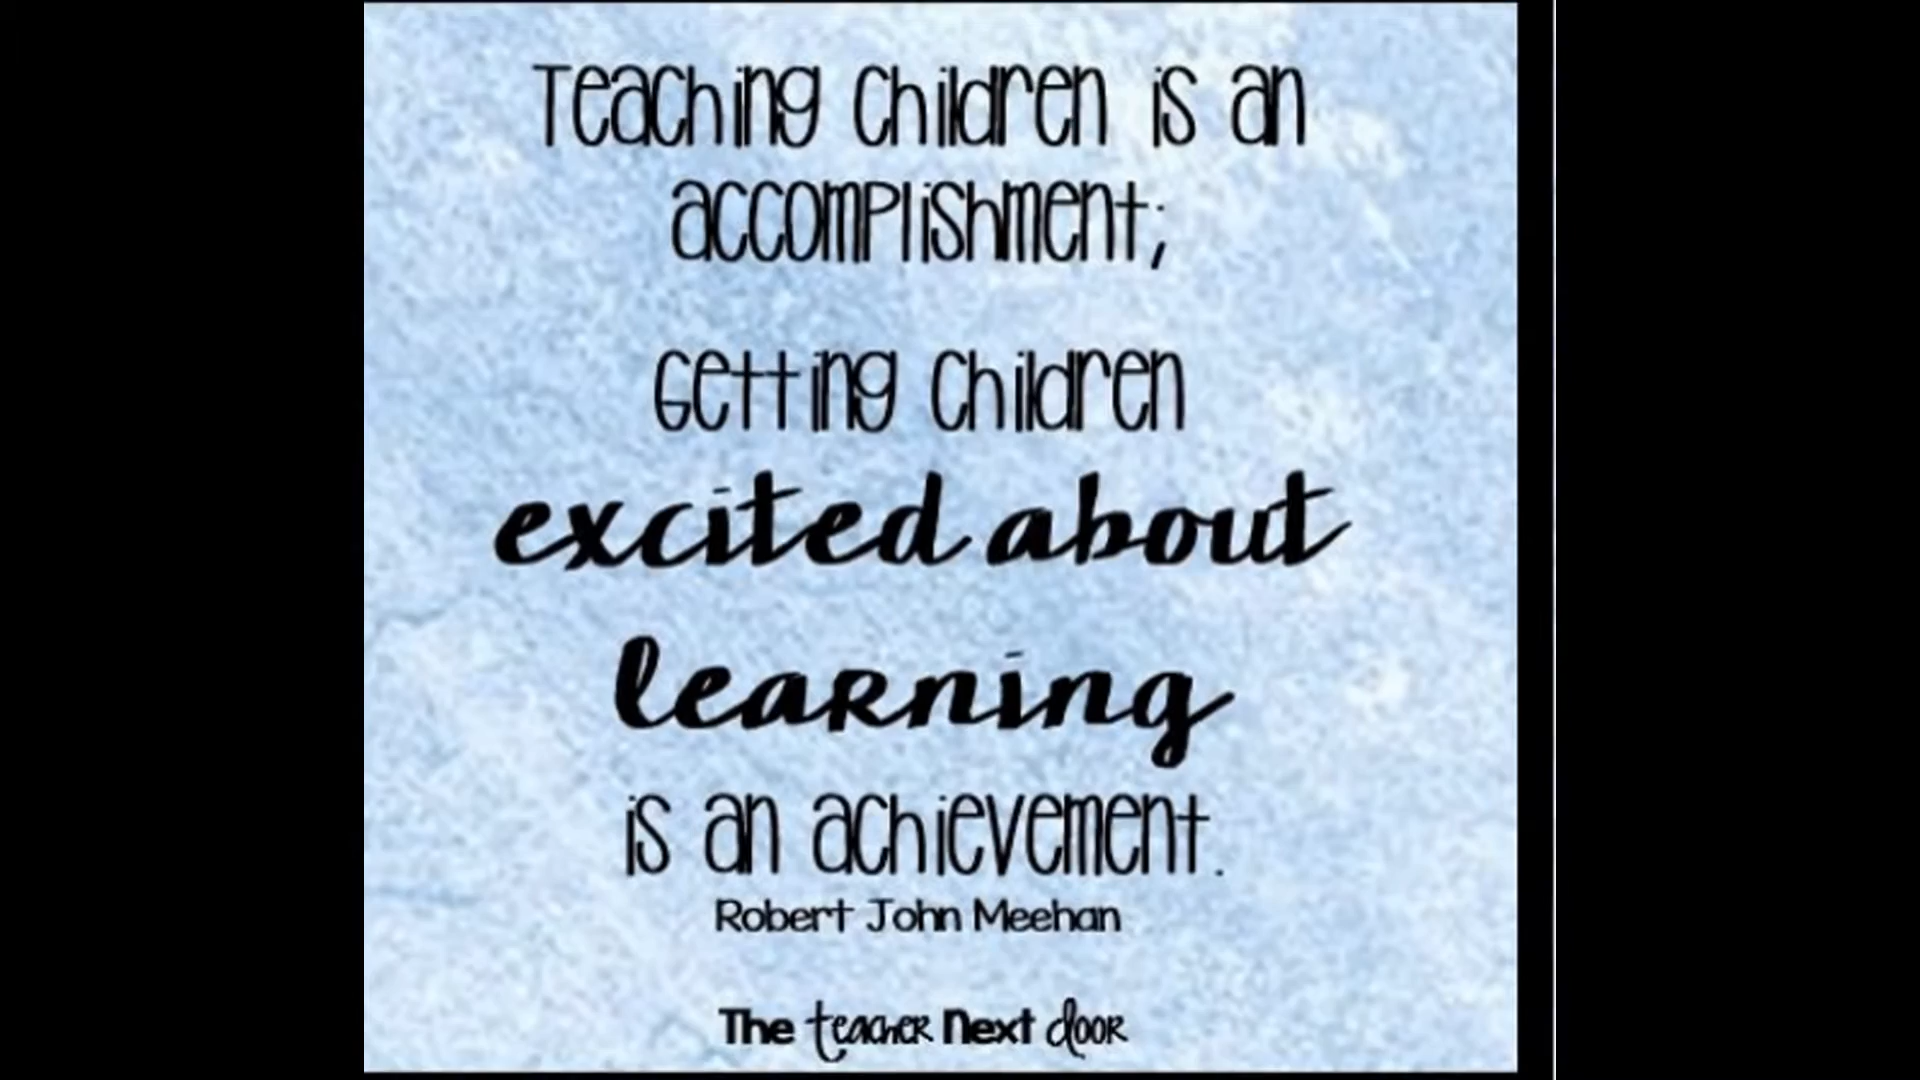 Teaching children is an
accomplishment;
Getting children
excited about
learning
is an achievement.
Robert John Meehan
The teacher Next door